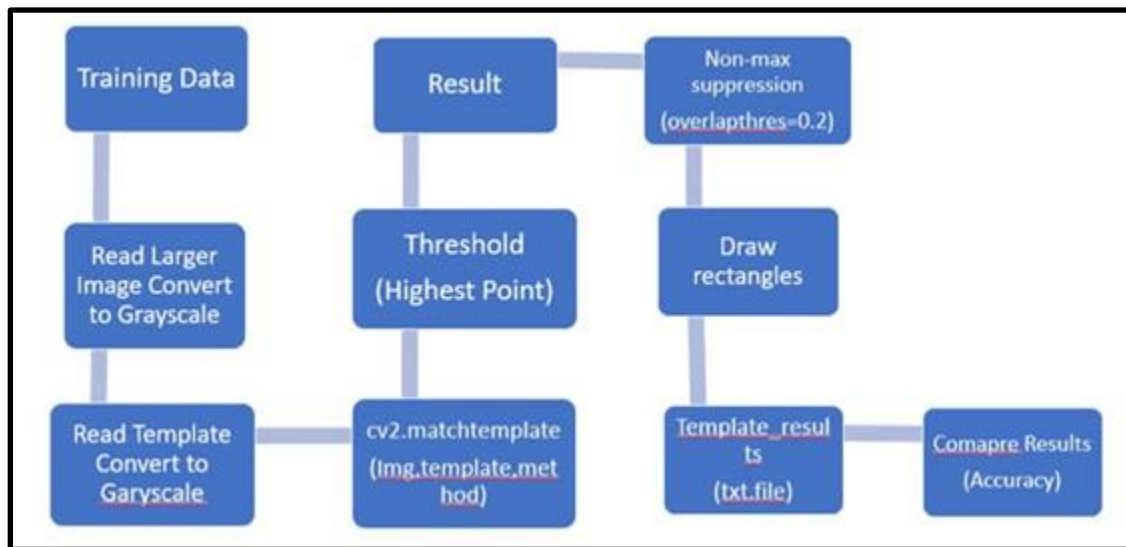 Training Data
Read Larger
Image Convert
to Grayscale
Read Template
Convert to
Garyscale
cv2.matchtemplate
(Img,template,met
hod)
Threshold
(Highest Point)
Result
Non-max
suppression
(overlapthres=0.2)
Draw
rectangles
Template_resul
ts
(txt.file)
Comapre Results
(Accuracy)